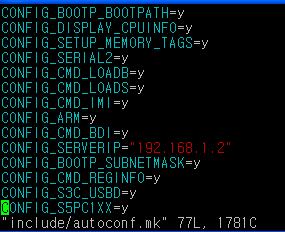 CONFIG_BOOTP_BOOTPATH=y
CONFIG_DISPLAY_CPUINFO=y
CONFIG_SETUP_MEMORY_TAGS=y
CONFIG_SERIAL2=y
CONFIG_CMD_LOADB=y
CONFIG_CMD_LOADS=y
CONFIG_CMD_IMI=y
CONFIG_ARM=y
CONFIG_CMD_BDI=y
CONFIG_SERVERIP="192.168.1.2"
CONFIG_BOOTP_SUBNETMASK=y
CONFIG_CMD_REGINFO=y
CONFIG_S3C_USBD=y
CONFIG_S5PC1XX=y
"include/autoconf.mk" 77L, 1781C